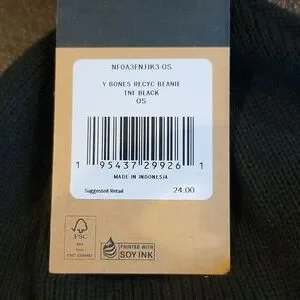 NF0A3FNJJK3-OS
Y BONES RECYC BEANIE
TNF BLACK
OS
1 95437 29926 1
MADE IN INDONESIA
Suggested Retail 24.00
FSC
PRINTED WITH
SOY INK